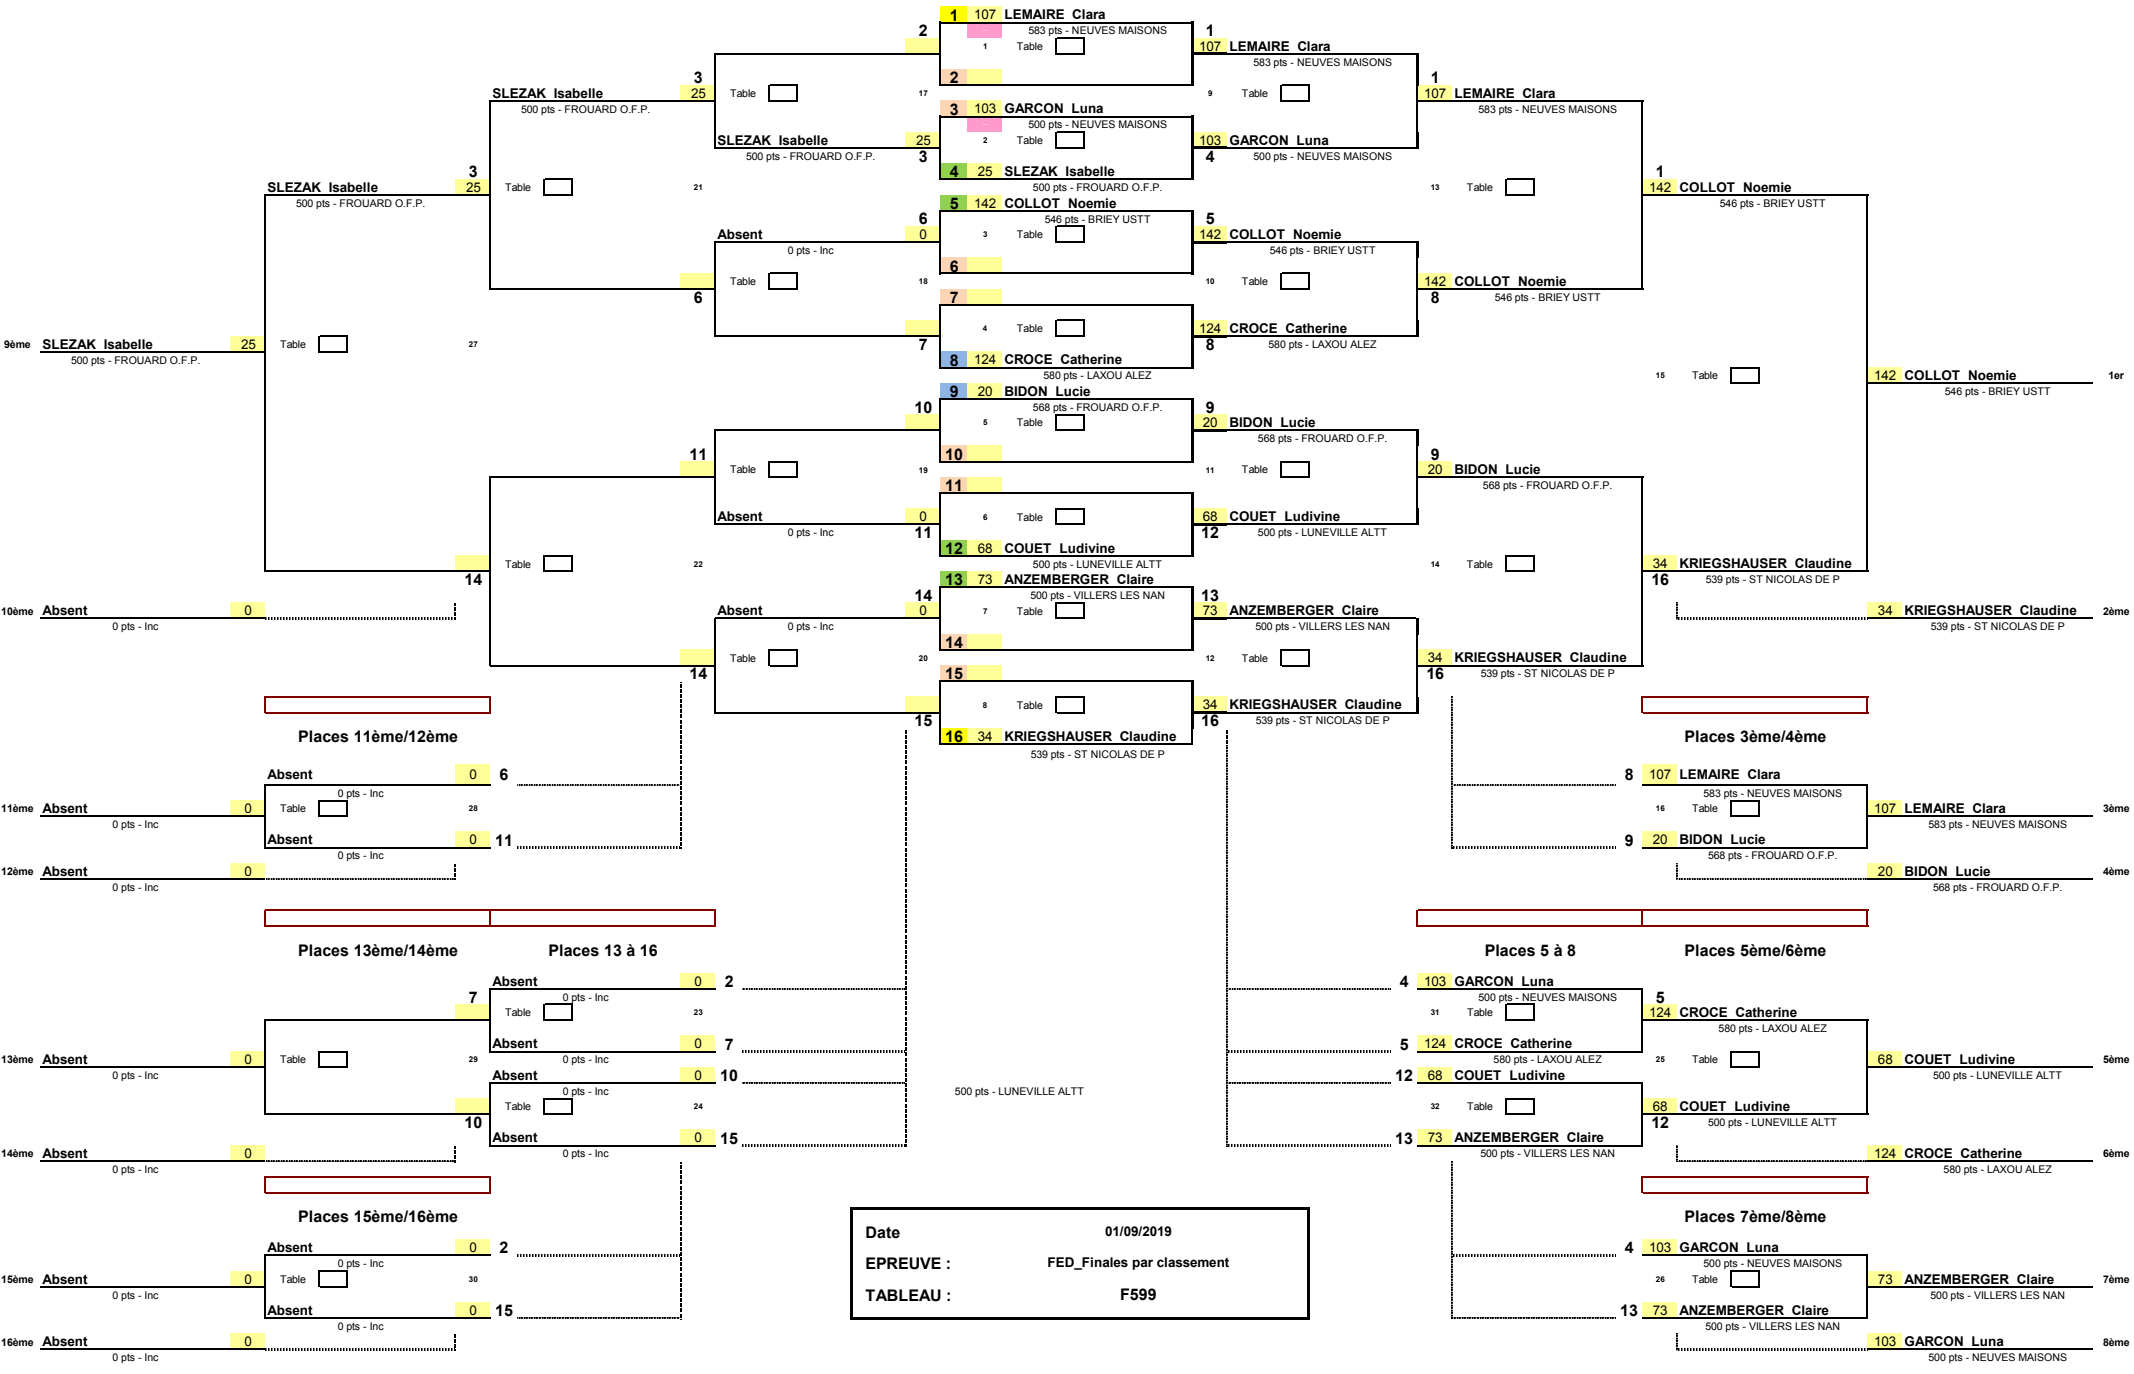 1 107 LEMAIRE Clara
2 583 pts - NEUVES MAISONS 1
1 Table 107 LEMAIRE Clara
583 pts - NEUVES MAISONS
3 2 1
SLEZAK Isabelle 25 Table 17 9 Table 107 LEMAIRE Clara
500 pts - FROUARD O.F.P. 3 103 GARCON Luna 583 pts - NEUVES MAISONS
500 pts - NEUVES MAISONS
SLEZAK Isabelle 25 2 Table 103 GARCON Luna
500 pts - FROUARD O.F.P. 3 4 500 pts - NEUVES MAISONS
3 4 25 SLEZAK Isabelle 1
SLEZAK Isabelle 25 Table 21 500 pts - FROUARD O.F.P. 13 Table 142 COLLOT Noemie
500 pts - FROUARD O.F.P. 5 142 COLLOT Noemie 546 pts - BRIEY USTT
6 546 pts - BRIEY USTT 5
Absent 0 3 Table 142 COLLOT Noemie
0 pts - Inc 546 pts - BRIEY USTT
6
Table 18 10 Table 142 COLLOT Noemie
6 7 8 546 pts - BRIEY USTT
4 Table 124 CROCE Catherine
9ème SLEZAK Isabelle 25 Table 27 7 8 580 pts - LAXOU ALEZ
500 pts - FROUARD O.F.P. 8 124 CROCE Catherine
580 pts - LAXOU ALEZ 15 Table 142 COLLOT Noemie 1er
9 20 BIDON Lucie 546 pts - BRIEY USTT
10 568 pts - FROUARD O.F.P. 9
5 Table 20 BIDON Lucie
568 pts - FROUARD O.F.P.
11 10 9
Table 19 11 Table 20 BIDON Lucie
11 568 pts - FROUARD O.F.P.
Absent 0 6 Table 68 COUET Ludivine
0 pts - Inc 11 12 500 pts - LUNEVILLE ALTT
12 68 COUET Ludivine
Table 22 500 pts - LUNEVILLE ALTT 14 Table 34 KRIEGSHAUSER Claudine
14 13 73 ANZEMBERGER Claire 16 539 pts - ST NICOLAS DE P
14 500 pts - VILLERS LES NAN 13
10ème Absent 0 Absent 0 7 Table 73 ANZEMBERGER Claire 34 KRIEGSHAUSER Claudine 2ème
0 pts - Inc 0 pts - Inc 500 pts - VILLERS LES NAN 539 pts - ST NICOLAS DE P
14
Table 20 12 Table 34 KRIEGSHAUSER Claudine
14 15 16 539 pts - ST NICOLAS DE P
8 Table 34 KRIEGSHAUSER Claudine
15 16 539 pts - ST NICOLAS DE P
Places 11ème/12ème 16 34 KRIEGSHAUSER Claudine Places 3ème/4ème
539 pts - ST NICOLAS DE P
Absent 0 6 8 107 LEMAIRE Clara
0 pts - Inc 583 pts - NEUVES MAISONS
11ème Absent 0 Table 28 16 Table 107 LEMAIRE Clara 3ème
0 pts - Inc 583 pts - NEUVES MAISONS
Absent 0 11 9 20 BIDON Lucie
0 pts - Inc 568 pts - FROUARD O.F.P.
12ème Absent 0 20 BIDON Lucie 4ème
0 pts - Inc 568 pts - FROUARD O.F.P.
Places 13ème/14ème Places 13 à 16 Places 5 à 8 Places 5ème/6ème
Absent 0 2 4 103 GARCON Luna
7 0 pts - Inc 500 pts - NEUVES MAISONS 5
Table 23 31 Table 124 CROCE Catherine
580 pts - LAXOU ALEZ
Absent 0 7 5 124 CROCE Catherine
13ème Absent 0 Table 29 0 pts - Inc 580 pts - LAXOU ALEZ 25 Table 68 COUET Ludivine 5ème
0 pts - Inc Absent 0 10 12 68 COUET Ludivine 500 pts - LUNEVILLE ALTT
0 pts - Inc 500 pts - LUNEVILLE ALTT
Table 24 32 Table 68 COUET Ludivine
10 12 500 pts - LUNEVILLE ALTT
Absent 0 15 13 73 ANZEMBERGER Claire
14ème Absent 0 0 pts - Inc 500 pts - VILLERS LES NAN 124 CROCE Catherine 6ème
0 pts - Inc 580 pts - LAXOU ALEZ
Places 15ème/16ème Places 7ème/8ème
Date 01/09/2019
Absent 0 2 4 103 GARCON Luna
0 pts - Inc EPREUVE : FED_Finales par classement 500 pts - NEUVES MAISONS
15ème Absent 0 Table 30 26 Table 73 ANZEMBERGER Claire 7ème
0 pts - Inc TABLEAU : F599 500 pts - VILLERS LES NAN
Absent 0 15 13 73 ANZEMBERGER Claire
0 pts - Inc 500 pts - VILLERS LES NAN
16ème Absent 0 103 GARCON Luna 8ème
0 pts - Inc 500 pts - NEUVES MAISONS